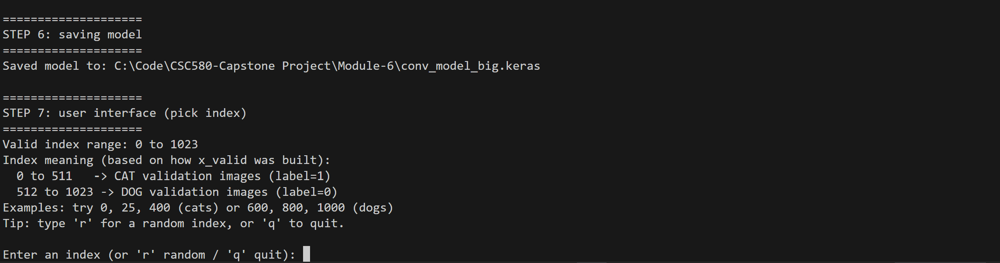 ====================
STEP 6: saving model
====================
Saved model to: C:\Code\CSC580-Capstone Project\Module-6\conv_model_big.keras

====================
STEP 7: user interface (pick index)
====================
Valid index range: 0 to 1023
Index meaning (based on how x_valid was built):
  0 to 511   -> CAT validation images (label=1)
  512 to 1023 -> DOG validation images (label=0)
Examples: try 0, 25, 400 (cats) or 600, 800, 1000 (dogs)
Tip: type 'r' for a random index, or 'q' to quit.

Enter an index (or 'r' random / 'q' quit):